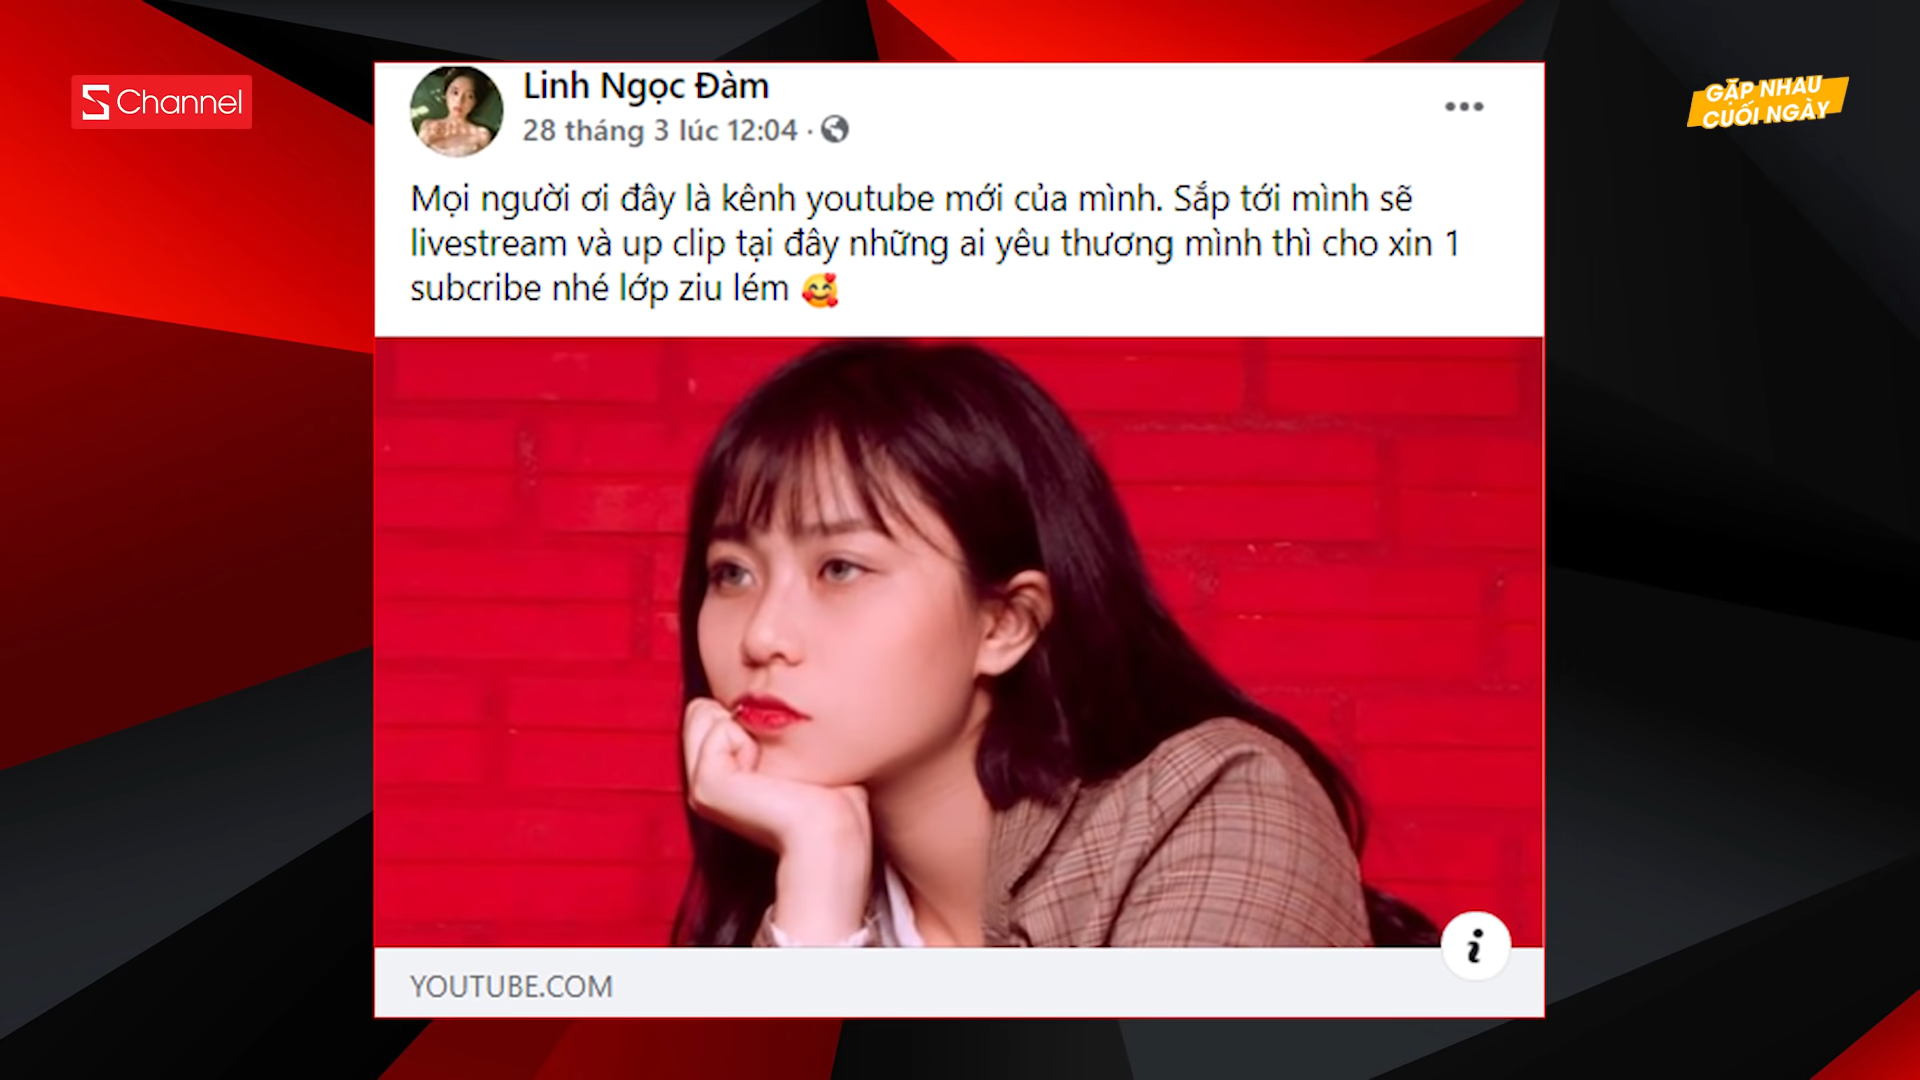 S Channel
GẶP NHAU
CUỐI NGÀY
Linh Ngọc Đàm
28 tháng 3 lúc 12:04 ·
Mọi người ơi đây là kênh youtube mới của mình. Sắp tới mình sẽ
livestream và up clip tại đây những ai yêu thương mình thì cho xin 1
subcribe nhé lớp ziu lém 🥰
YOUTUBE.COM